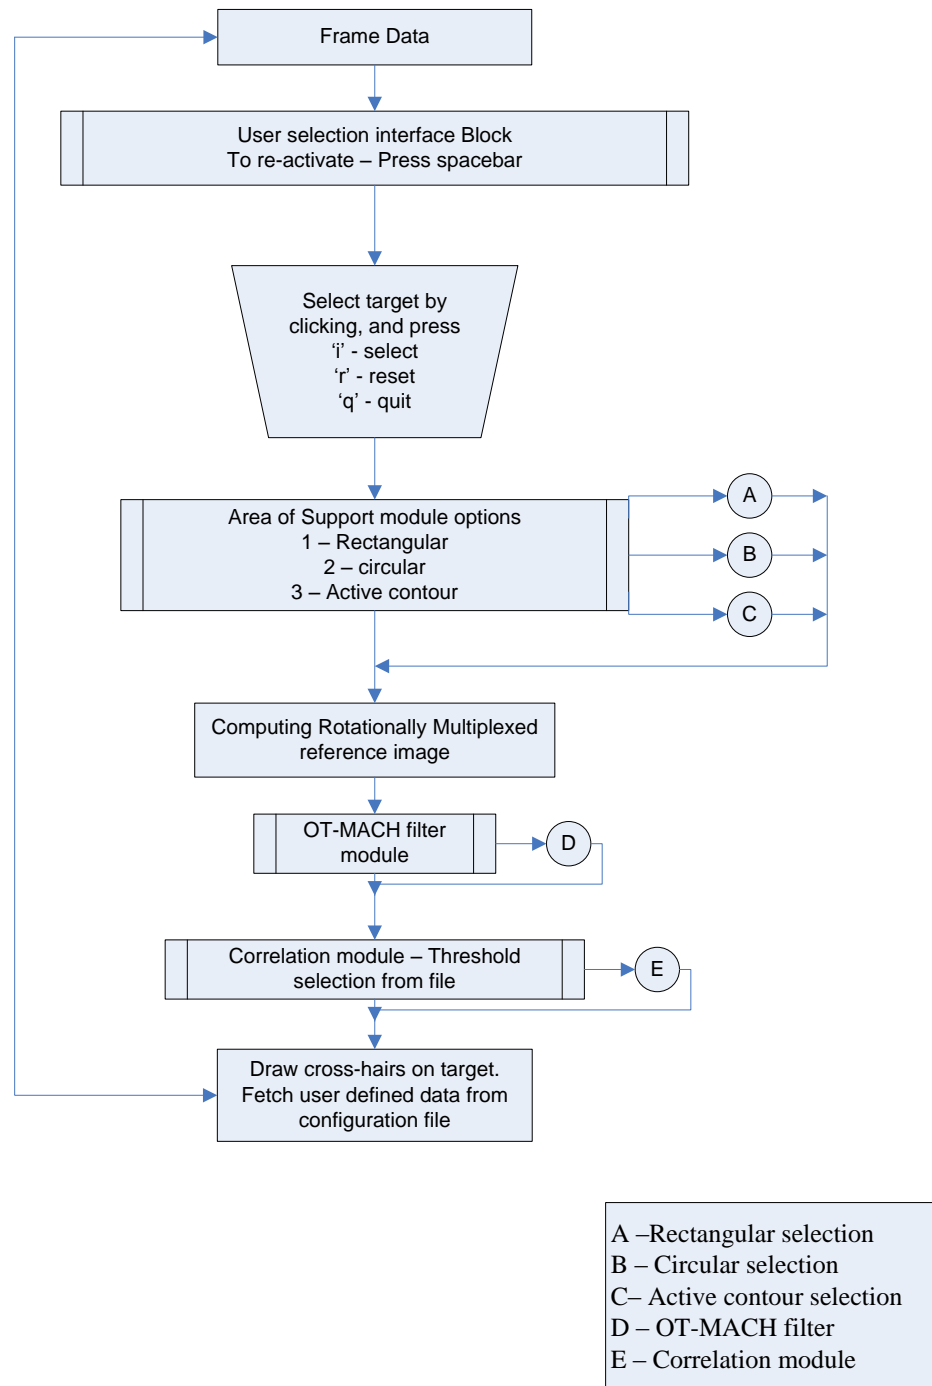 Frame Data
User selection interface Block
To re-activate – Press spacebar
Select target by
clicking, and press
‘i’ - select
‘r’ - reset
‘q’ - quit
Area of Support module options
1 – Rectangular
2 – circular
3 – Active contour
A
B
C
Computing Rotationally Multiplexed
reference image
OT-MACH filter
module
D
Correlation module – Threshold
selection from file
E
Draw cross-hairs on target.
Fetch user defined data from
configuration file
A –Rectangular selection
B – Circular selection
C– Active contour selection
D – OT-MACH filter
E – Correlation module